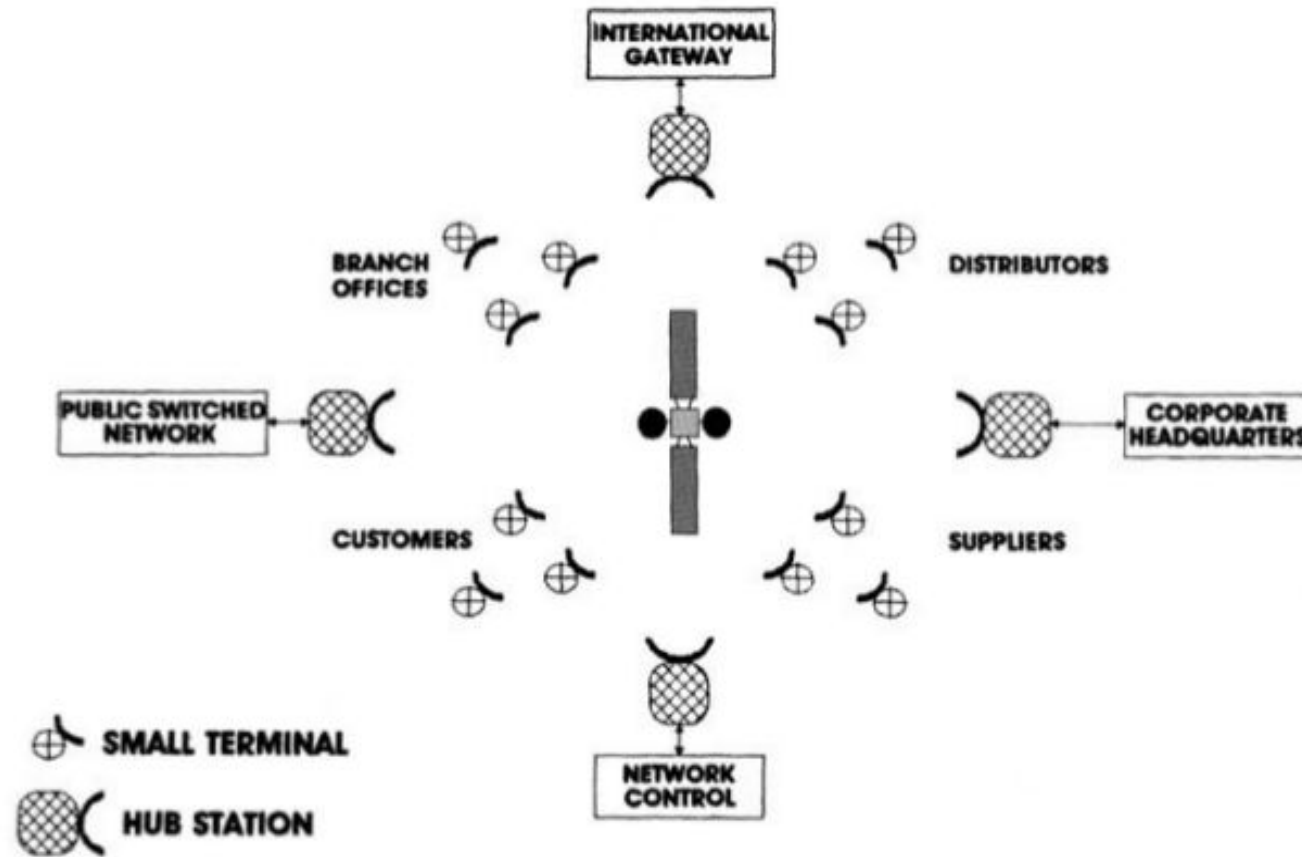 INTERNATIONAL
GATEWAY
BRANCH
OFFICES
DISTRIBUTORS
PUBLIC SWITCHED
NETWORK
CORPORATE
HEADQUARTERS
CUSTOMERS
SUPPLIERS
SMALL TERMINAL
NETWORK
CONTROL
HUB STATION